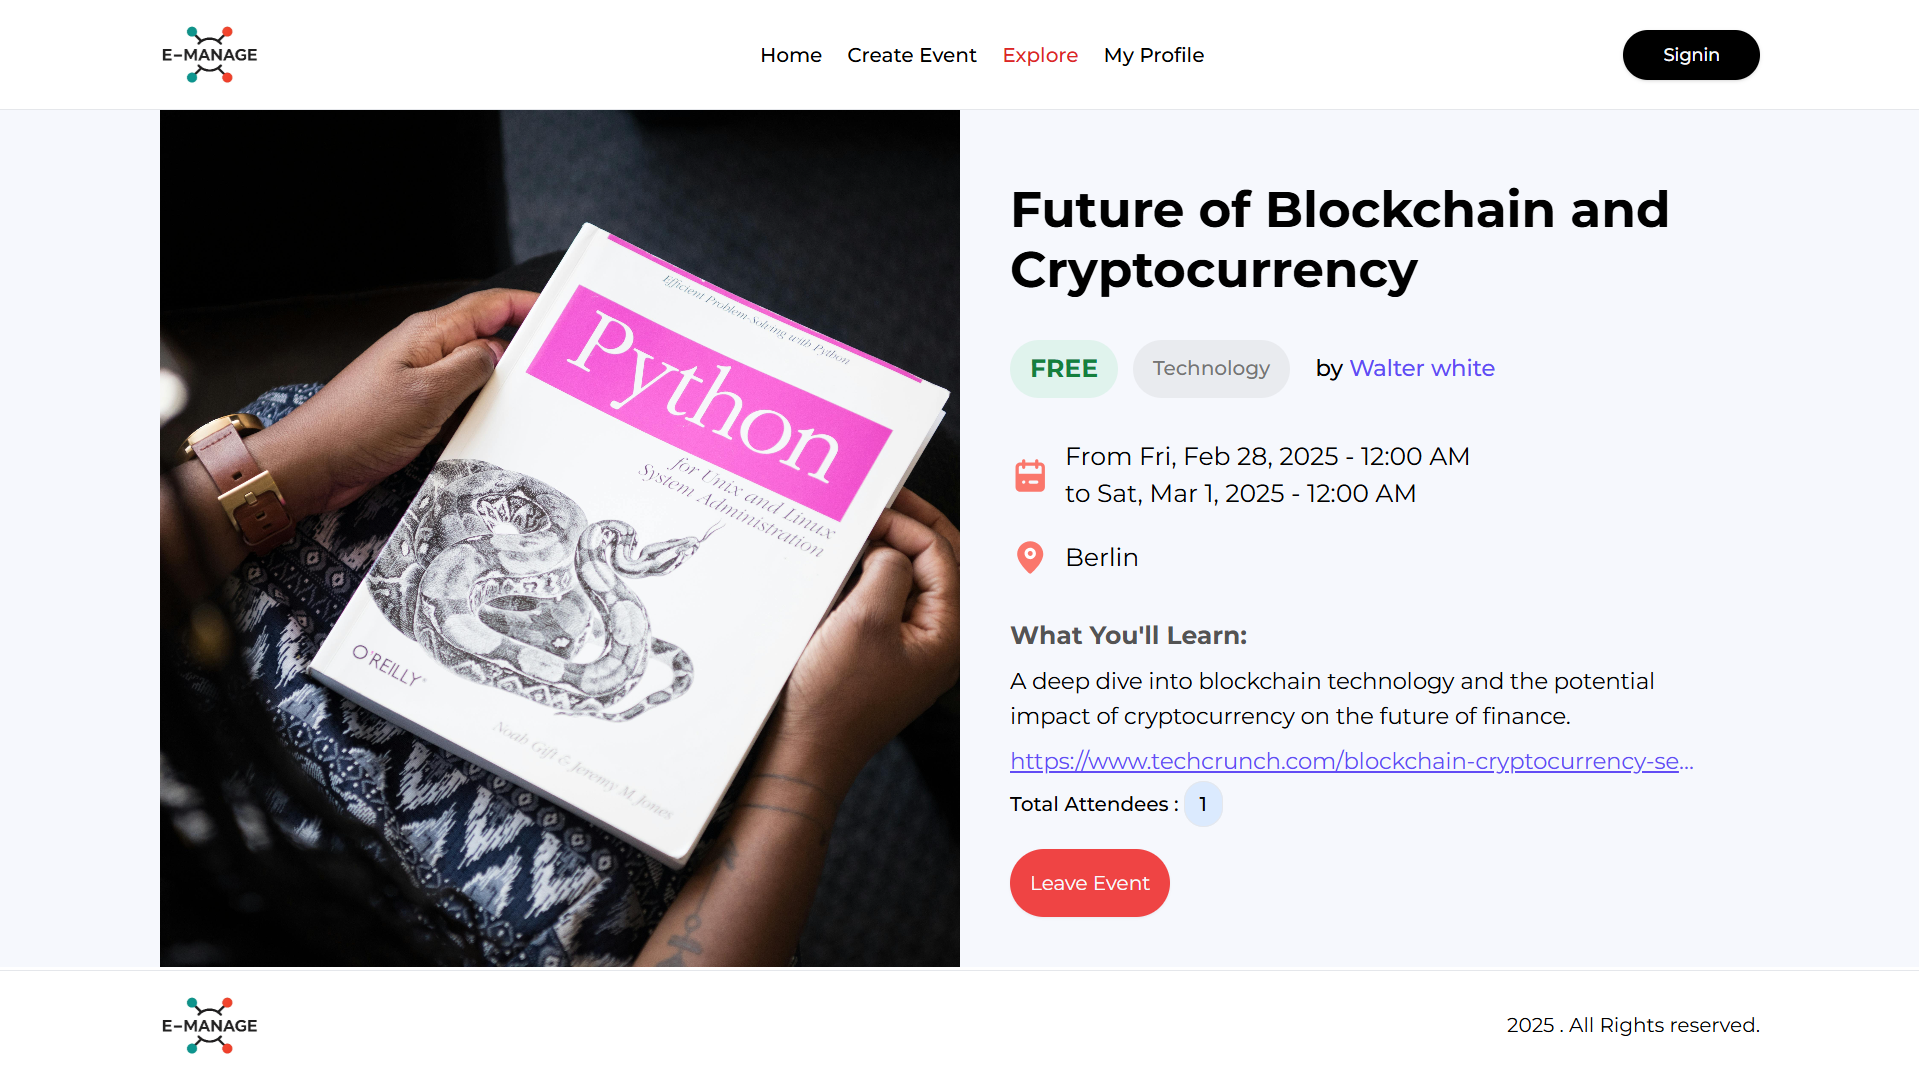 E-MANAGE
Home
Create Event
Explore
My Profile
Signin
Efficient Problem-Solving with Python
Python
for Unix and Linux
System Administration
O'REILLY®
Noah Gift & Jeremy M. Jones
Future of Blockchain and
Cryptocurrency
FREE
Technology
by Walter white
From Fri, Feb 28, 2025 - 12:00 AM
to Sat, Mar 1, 2025 - 12:00 AM
Berlin
What You'll Learn:
A deep dive into blockchain technology and the potential
impact of cryptocurrency on the future of finance.
https://www.techcrunch.com/blockchain-cryptocurrency-se...
Total Attendees : 1
Leave Event
E-MANAGE
2025 . All Rights reserved.